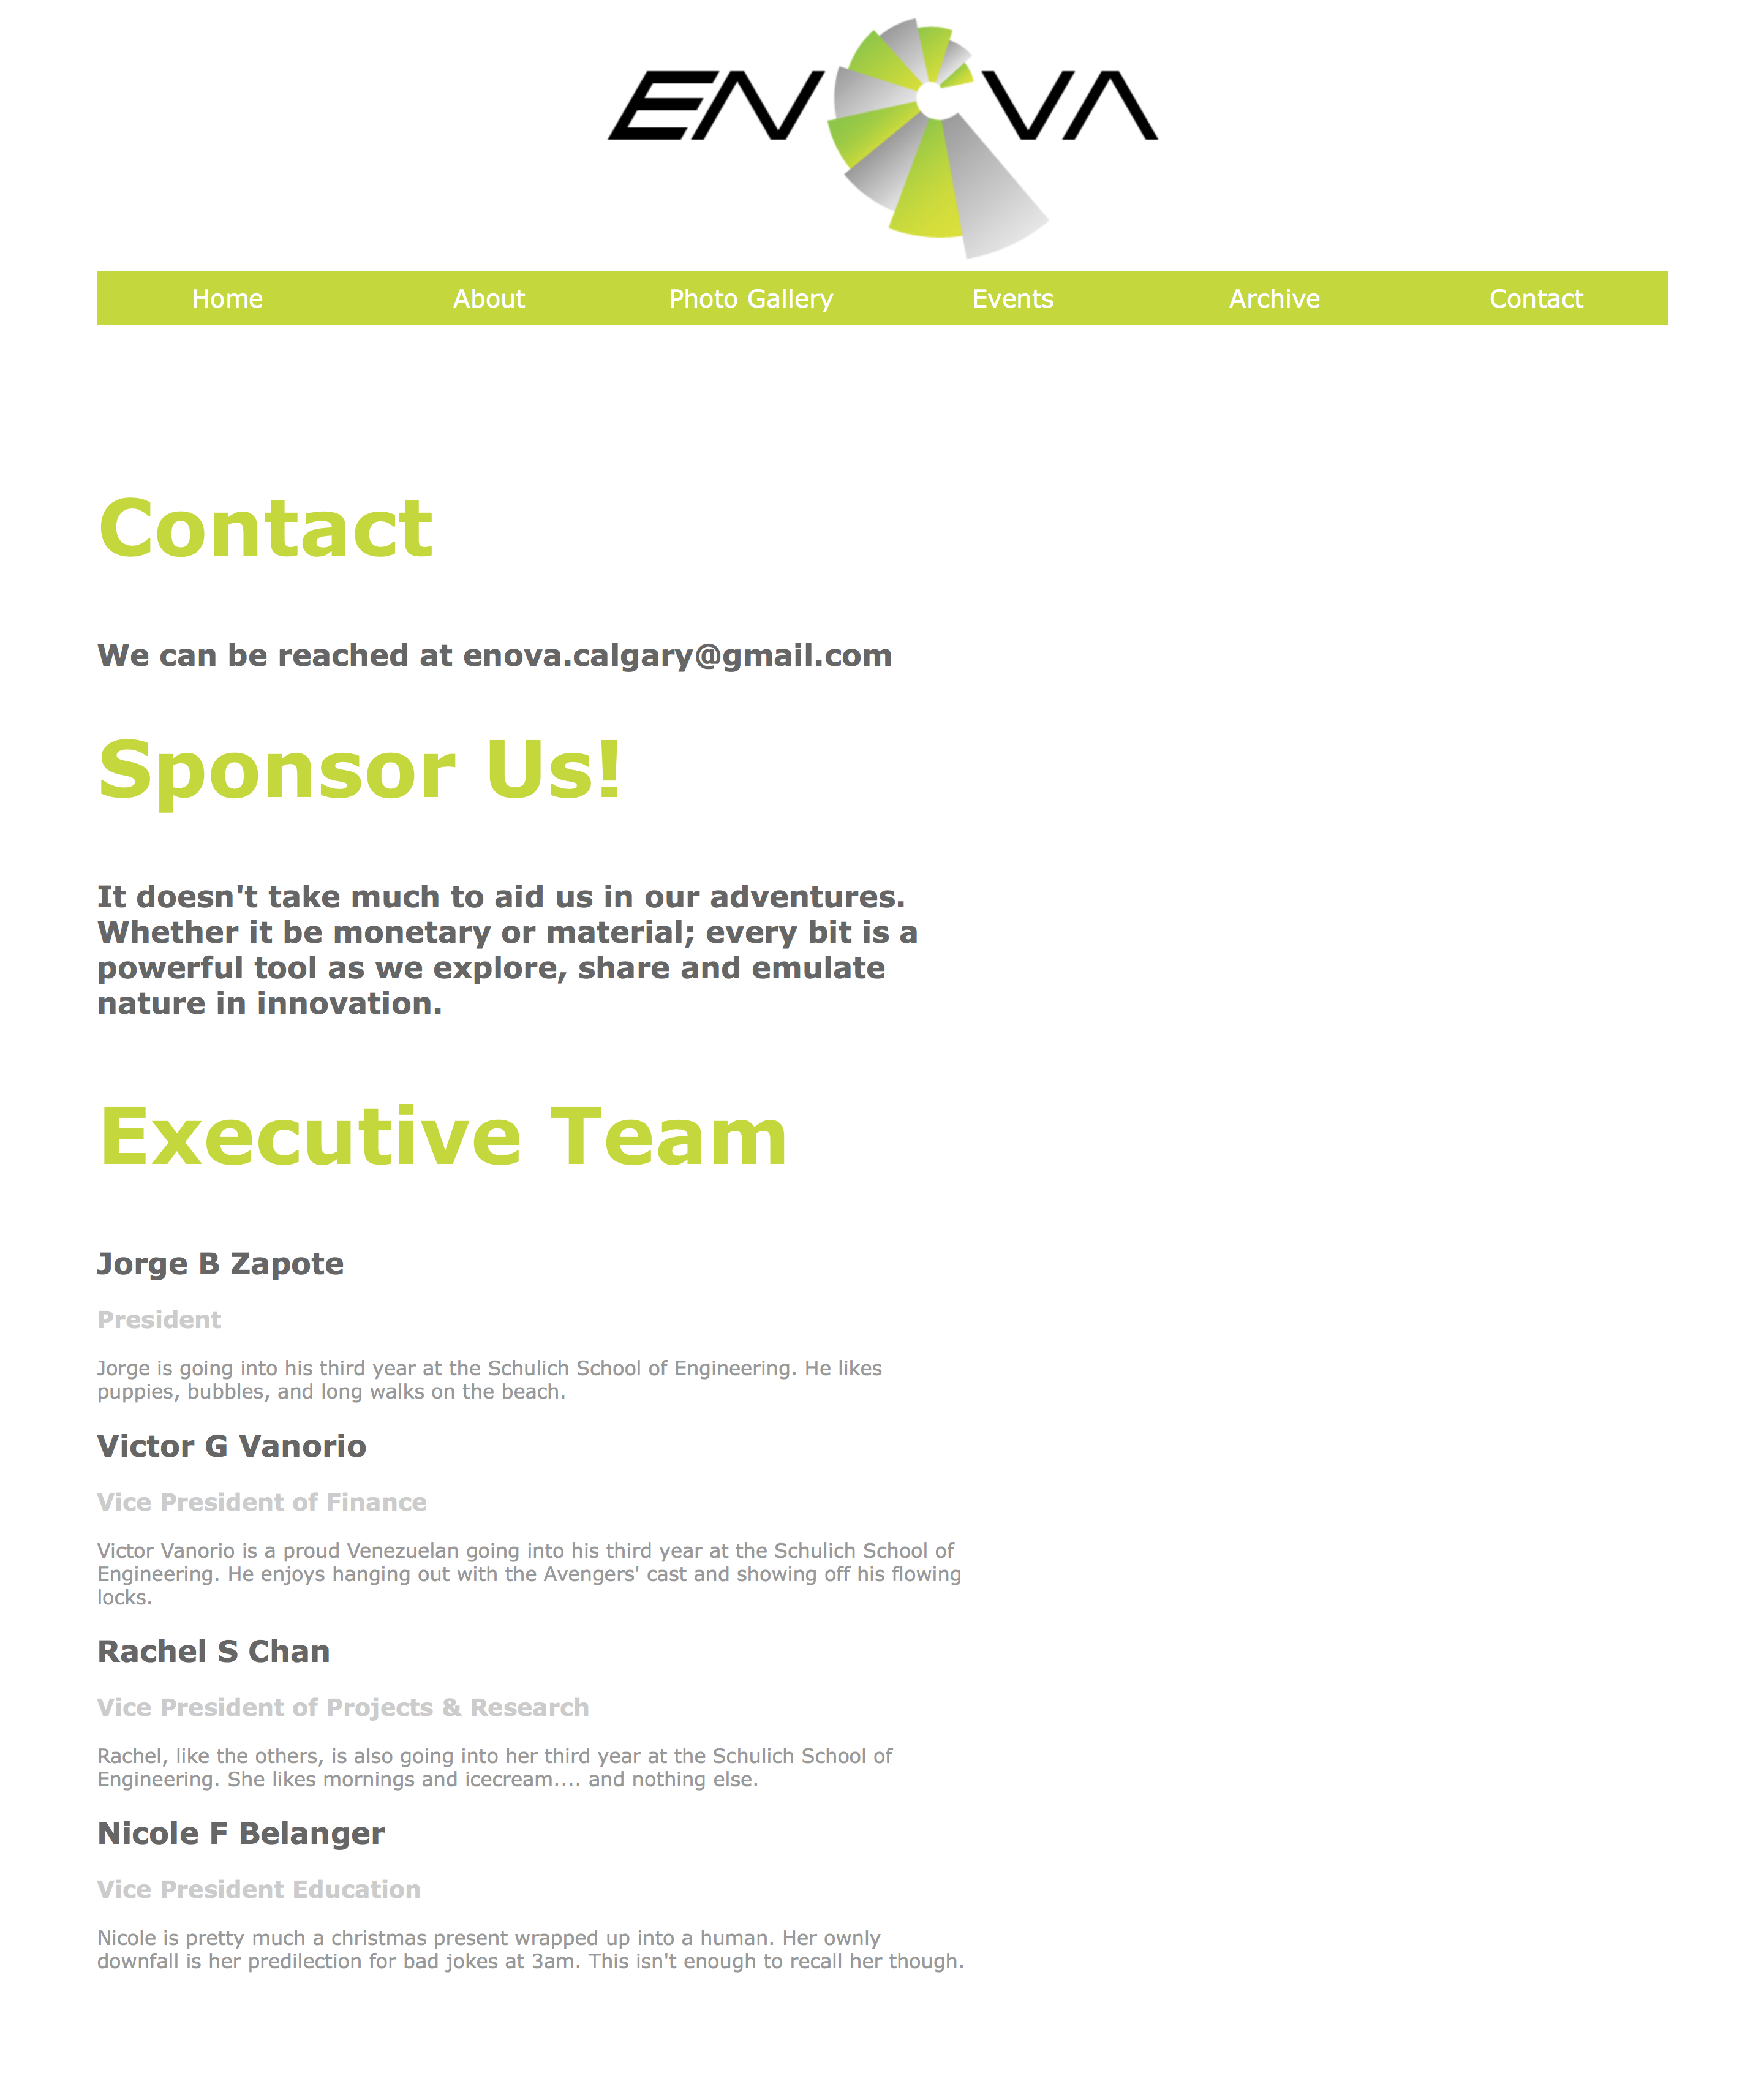 ENOVA
Home About Photo Gallery Events Archive Contact
Contact
We can be reached at enova.calgary@gmail.com
Sponsor Us!
It doesn't take much to aid us in our adventures.
Whether it be monetary or material; every bit is a
powerful tool as we explore, share and emulate
nature in innovation.
Executive Team
Jorge B Zapote
President
Jorge is going into his third year at the Schulich School of Engineering. He likes
puppies, bubbles, and long walks on the beach.
Victor G Vanorio
Vice President of Finance
Victor Vanorio is a proud Venezuelan going into his third year at the Schulich School of
Engineering. He enjoys hanging out with the Avengers' cast and showing off his flowing
locks.
Rachel S Chan
Vice President of Projects & Research
Rachel, like the others, is also going into her third year at the Schulich School of
Engineering. She likes mornings and icecream.... and nothing else.
Nicole F Belanger
Vice President Education
Nicole is pretty much a christmas present wrapped up into a human. Her ownly
downfall is her predilection for bad jokes at 3am. This isn't enough to recall her though.